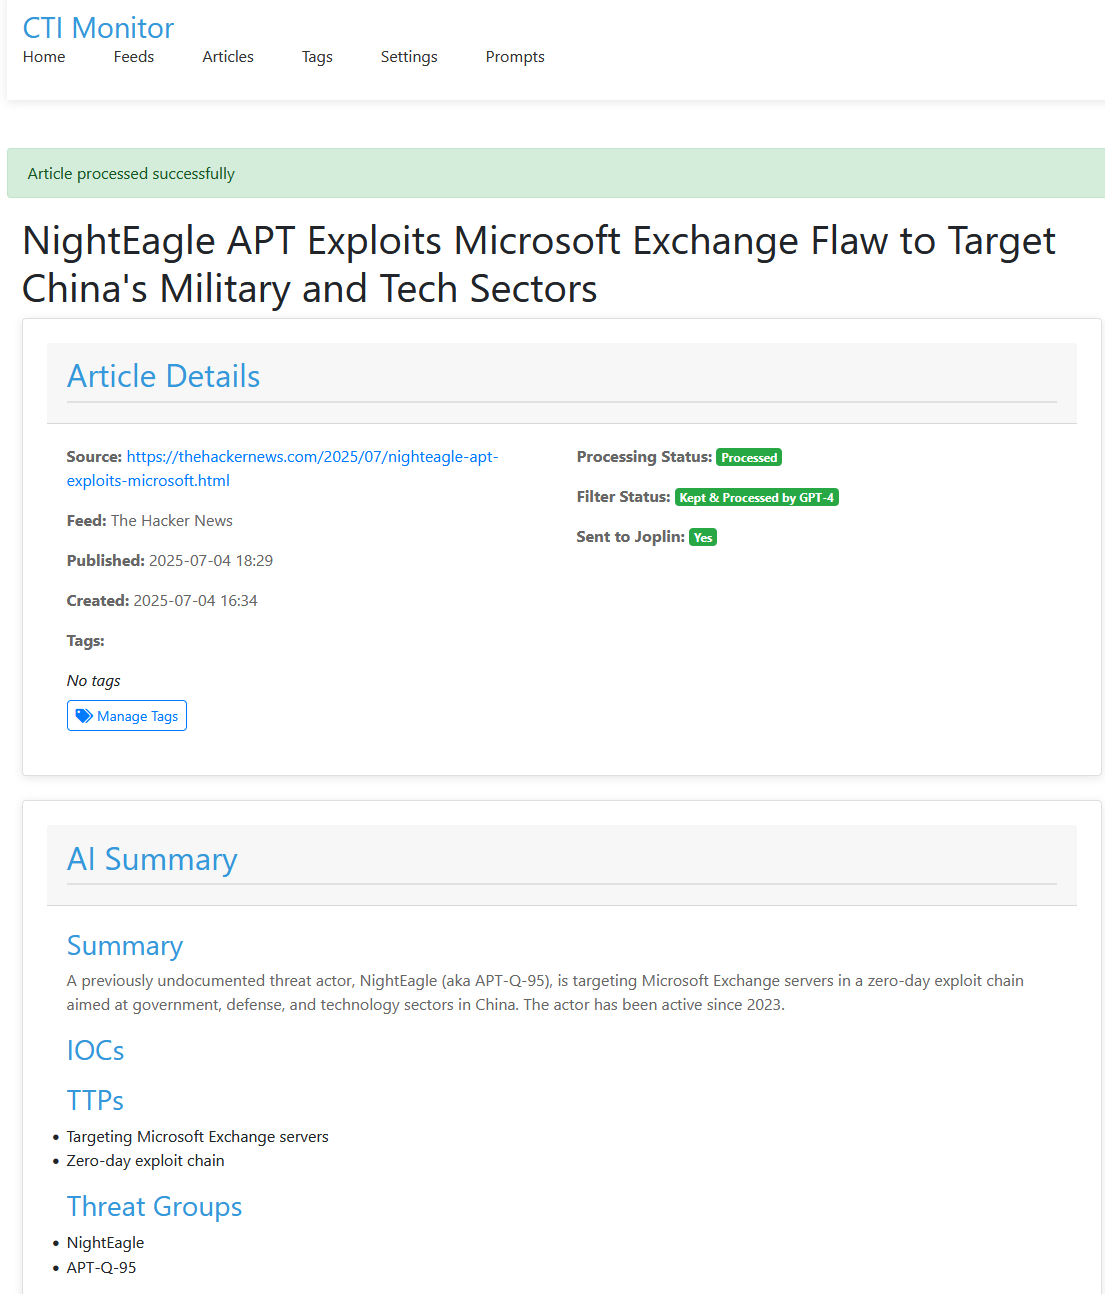 CTI Monitor
Home Feeds Articles Tags Settings Prompts
Article processed successfully
NightEagle APT Exploits Microsoft Exchange Flaw to Target
China's Military and Tech Sectors
Article Details
Source: https://thehackernews.com/2025/07/nighteagle-apt-
exploits-microsoft.html
Feed: The Hacker News
Published: 2025-07-04 18:29
Created: 2025-07-04 16:34
Tags:
No tags
Manage Tags
Processing Status: Processed
Filter Status: Kept & Processed by GPT-4
Sent to Joplin: Yes
AI Summary
Summary
A previously undocumented threat actor, NightEagle (aka APT-Q-95), is targeting Microsoft Exchange servers in a zero-day exploit chain
aimed at government, defense, and technology sectors in China. The actor has been active since 2023.
IOCs
TTPs
• Targeting Microsoft Exchange servers
• Zero-day exploit chain
Threat Groups
• NightEagle
• APT-Q-95